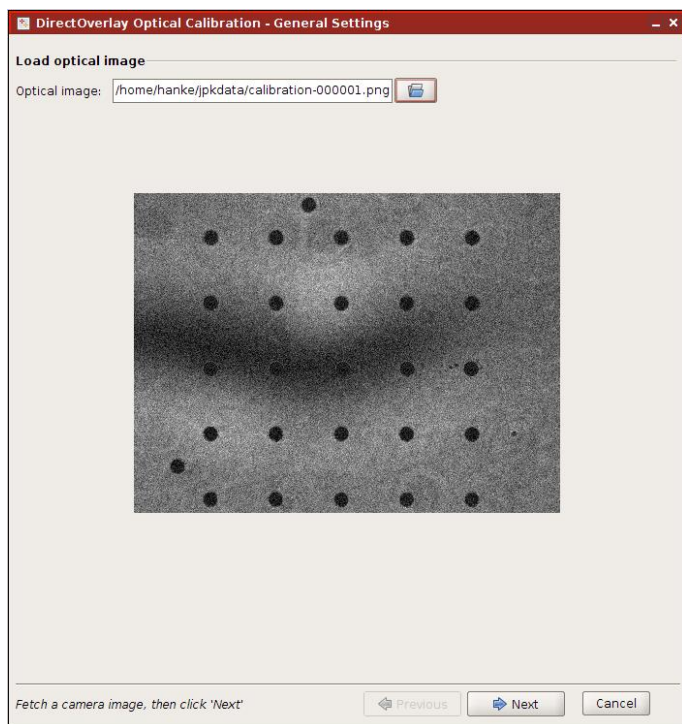 DirectOverlay Optical Calibration - General Settings
Load optical image
Optical image: /home/hanke/jpkdata/calibration-000001.png
Fetch a camera image, then click 'Next' Previous Next Cancel